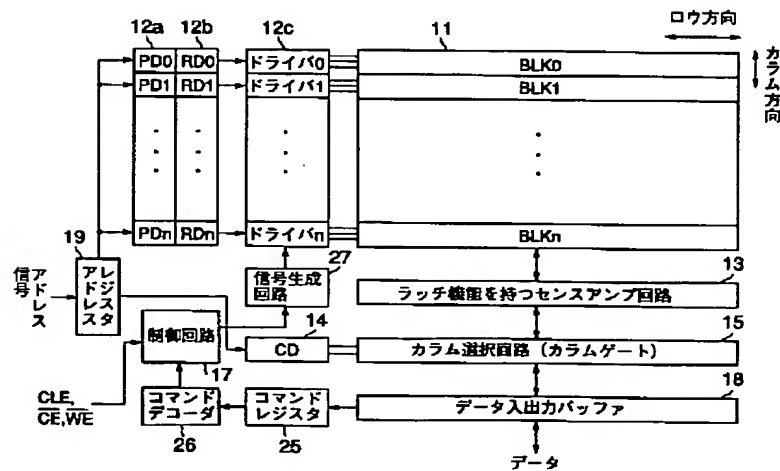 12a 12b 12c 11 ロウ方向
PD0 RD0 ドライバ0 BLK0
PD1 RD1 ドライバ1 BLK1
カラム方向
PDn RDn ドライバn BLKn
19
アドレス信号
アドレスレジスタ
信号生成回路 27
ラッチ機能を持つセンスアンプ回路 13
制御回路 17
CD 14
カラム選択回路 (カラムゲート) 15
CLE,
CE,WE
コマンドデコーダ 26
コマンドレジスタ 25
データ入出力バッファ 18
データ